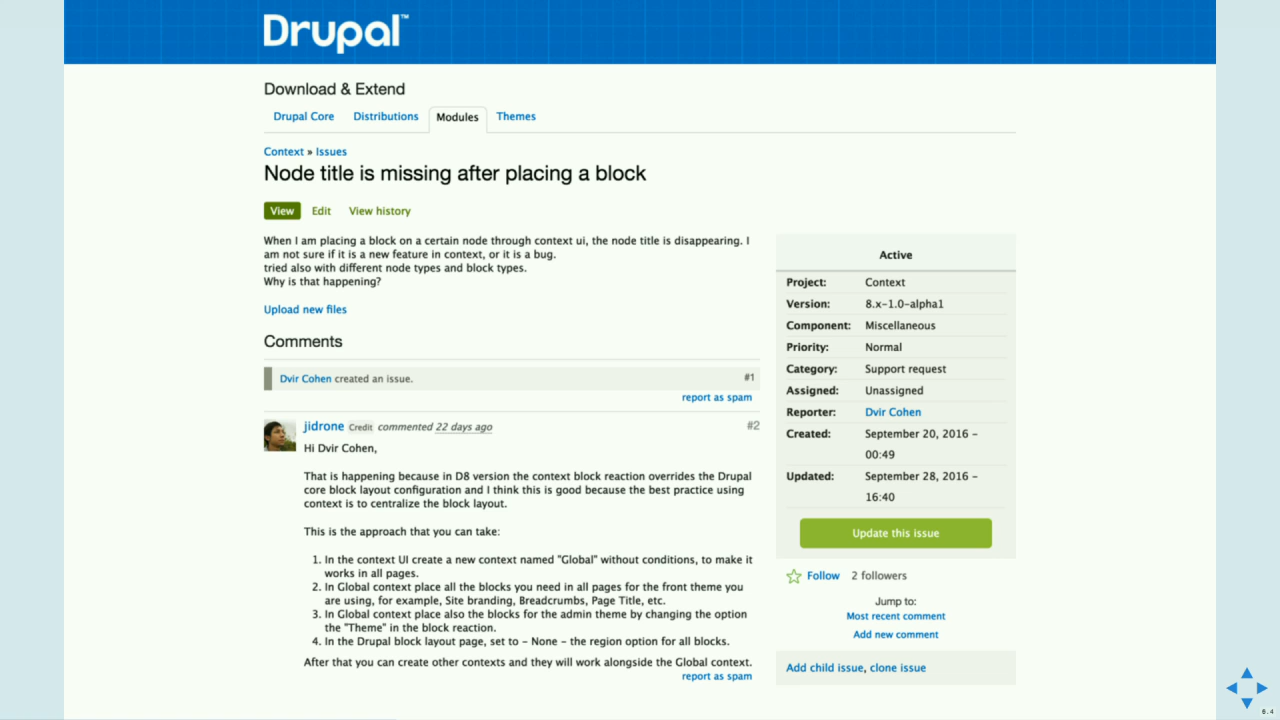 Drupal™
Download & Extend
Drupal Core Distributions Modules Themes
Context » Issues
Node title is missing after placing a block
View Edit View history
When I am placing a block on a certain node through context ui, the node title is disappearing. I
am not sure if it is a new feature in context, or it is a bug.
tried also with different node types and block types.
Why is that happening?
Upload new files
Comments
Dvir Cohen created an issue. #1
report as spam
jidrone Credit commented 22 days ago #2
Hi Dvir Cohen,
That is happening because in D8 version the context block reaction overrides the Drupal
core block layout configuration and I think this is good because the best practice using
context is to centralize the block layout.
This is the approach that you can take:
1. In the context UI create a new context named "Global" without conditions, to make it
works in all pages.
2. In Global context place all the blocks you need in all pages for the front theme you
are using, for example, Site branding, Breadcrumbs, Page Title, etc.
3. In Global context place also the blocks for the admin theme by changing the option
the "Theme" in the block reaction.
4. In the Drupal block layout page, set to - None - the region option for all blocks.
After that you can create other contexts and they will work alongside the Global context.
report as spam
Active
Project: Context
Version: 8.x-1.0-alpha1
Component: Miscellaneous
Priority: Normal
Category: Support request
Assigned: Unassigned
Reporter: Dvir Cohen
Created: September 20, 2016 -
00:49
Updated: September 28, 2016 -
16:40
Update this issue
Follow 2 followers
Jump to:
Most recent comment
Add new comment
Add child issue, clone issue
6.4